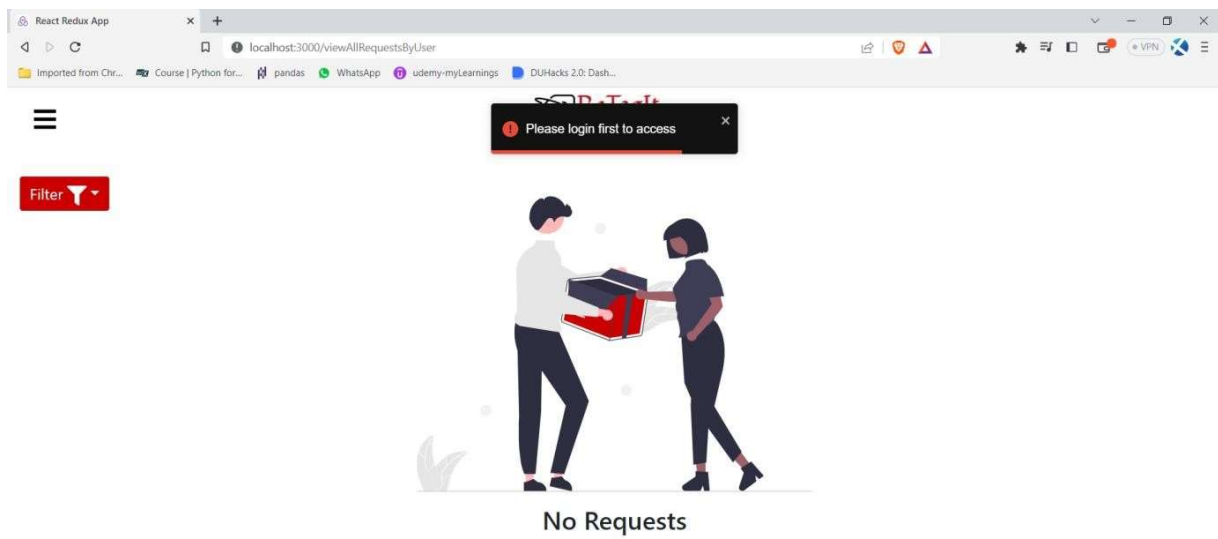 React Redux App
localhost:3000/viewAllRequestsByUser
VPN
Imported from Chr... Course | Python for... pandas WhatsApp udemy-myLearnings DUHacks 2.0: Dash...
Please login first to access
Filter
No Requests